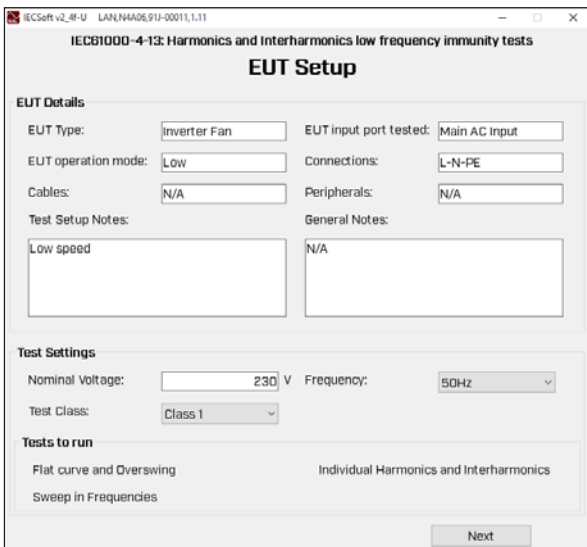 IECSoft v2_4f-U LAN,N4A06,91J-00011,1.11
IEC61000-4-13: Harmonics and Interharmonics low frequency immunity tests
EUT Setup
EUT Details
EUT Type: Inverter Fan EUT input port tested: Main AC Input
EUT operation mode: Low Connections: L-N-PE
Cables: N/A Peripherals: N/A
Test Setup Notes: General Notes:
Low speed N/A
Test Settings
Nominal Voltage: 230 V Frequency: 50Hz
Test Class: Class 1
Tests to run
Flat curve and Overswing Individual Harmonics and Interharmonics
Sweep in Frequencies
Next